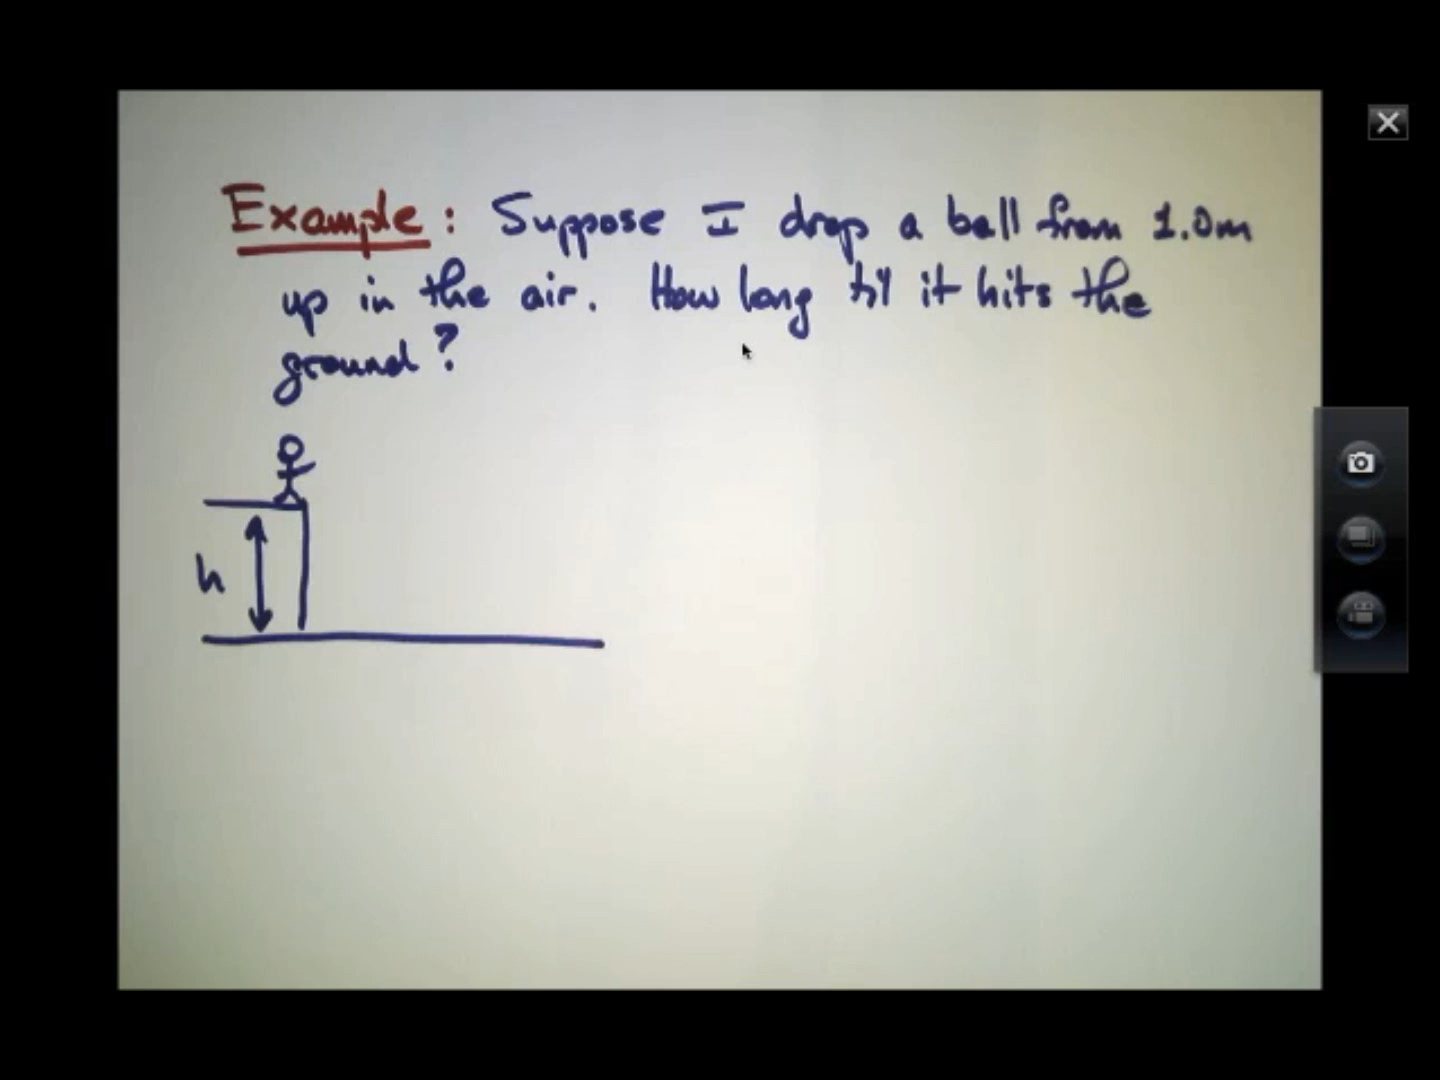 Example: Suppose I drop a ball from 1.0m
up in the air. How long til it hits the
ground?
h